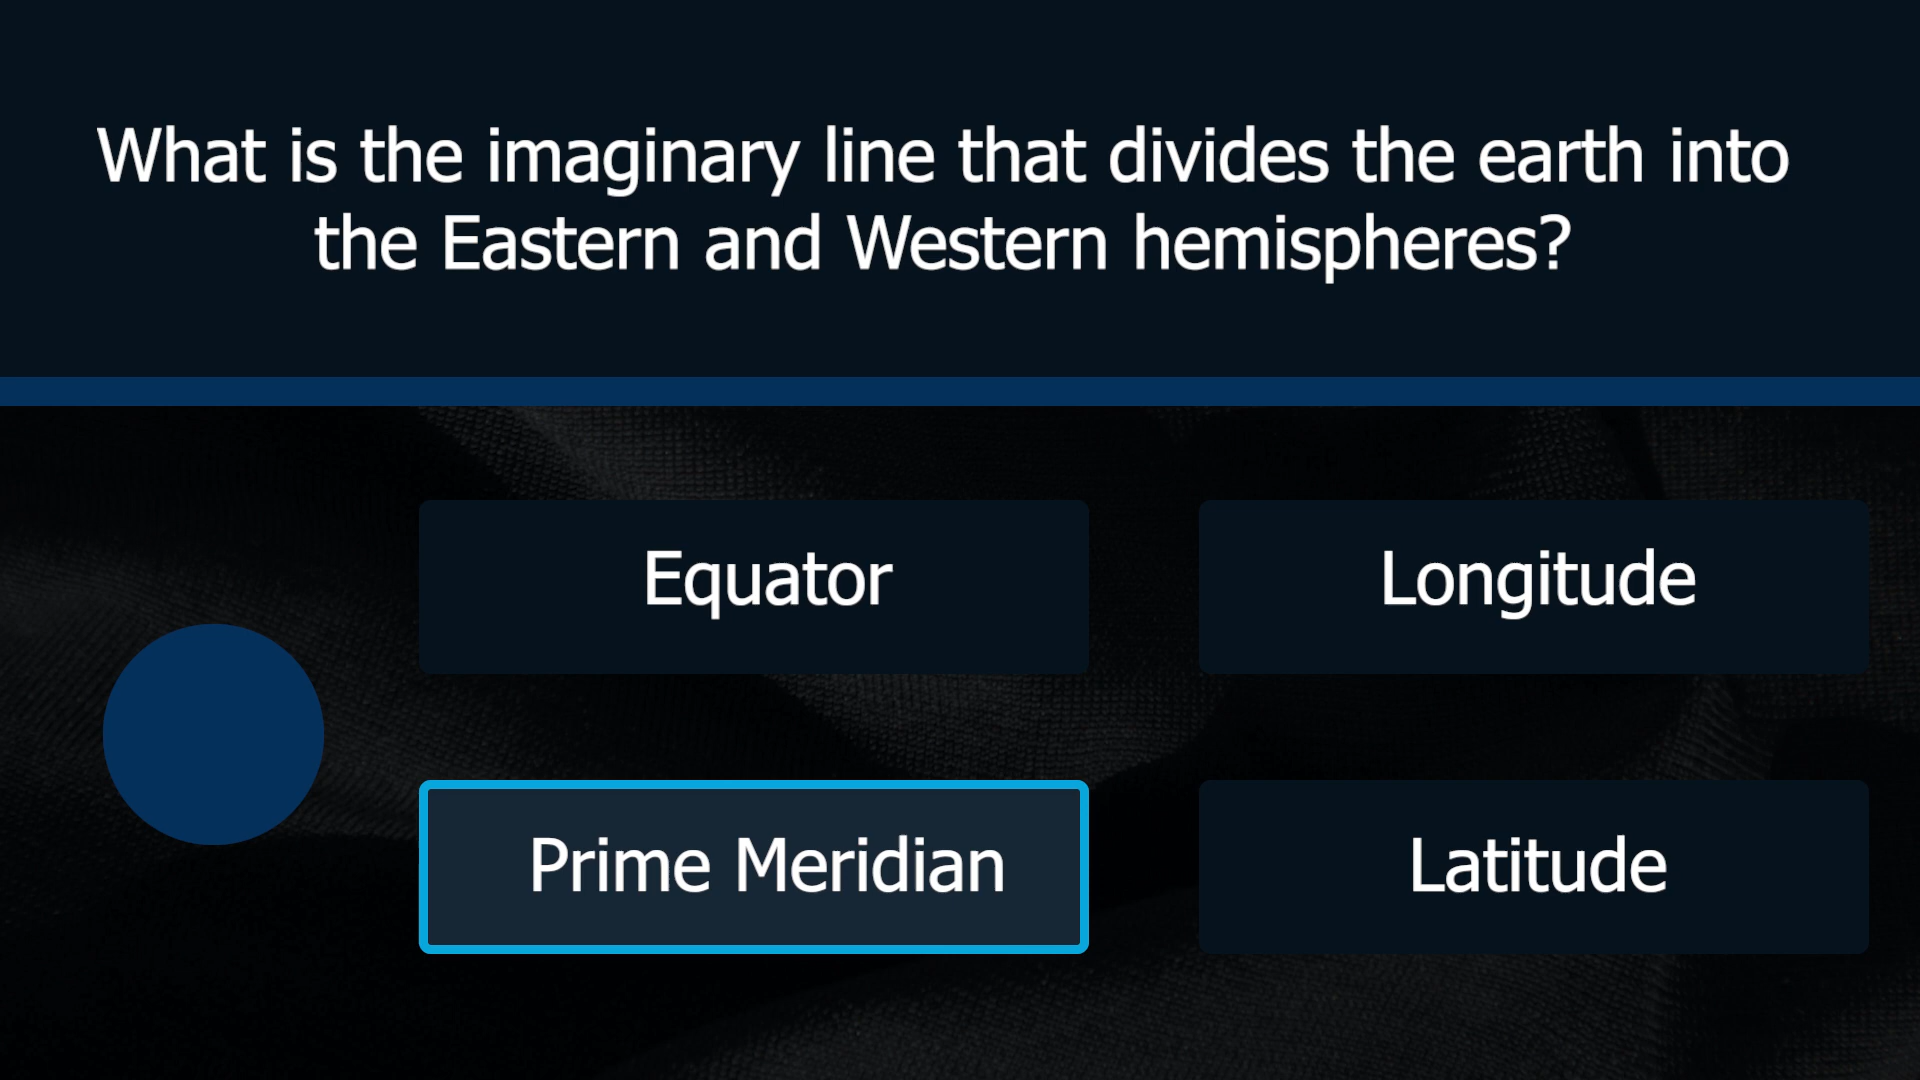 What is the imaginary line that divides the earth into
the Eastern and Western hemispheres?
Equator
Longitude
Prime Meridian
Latitude